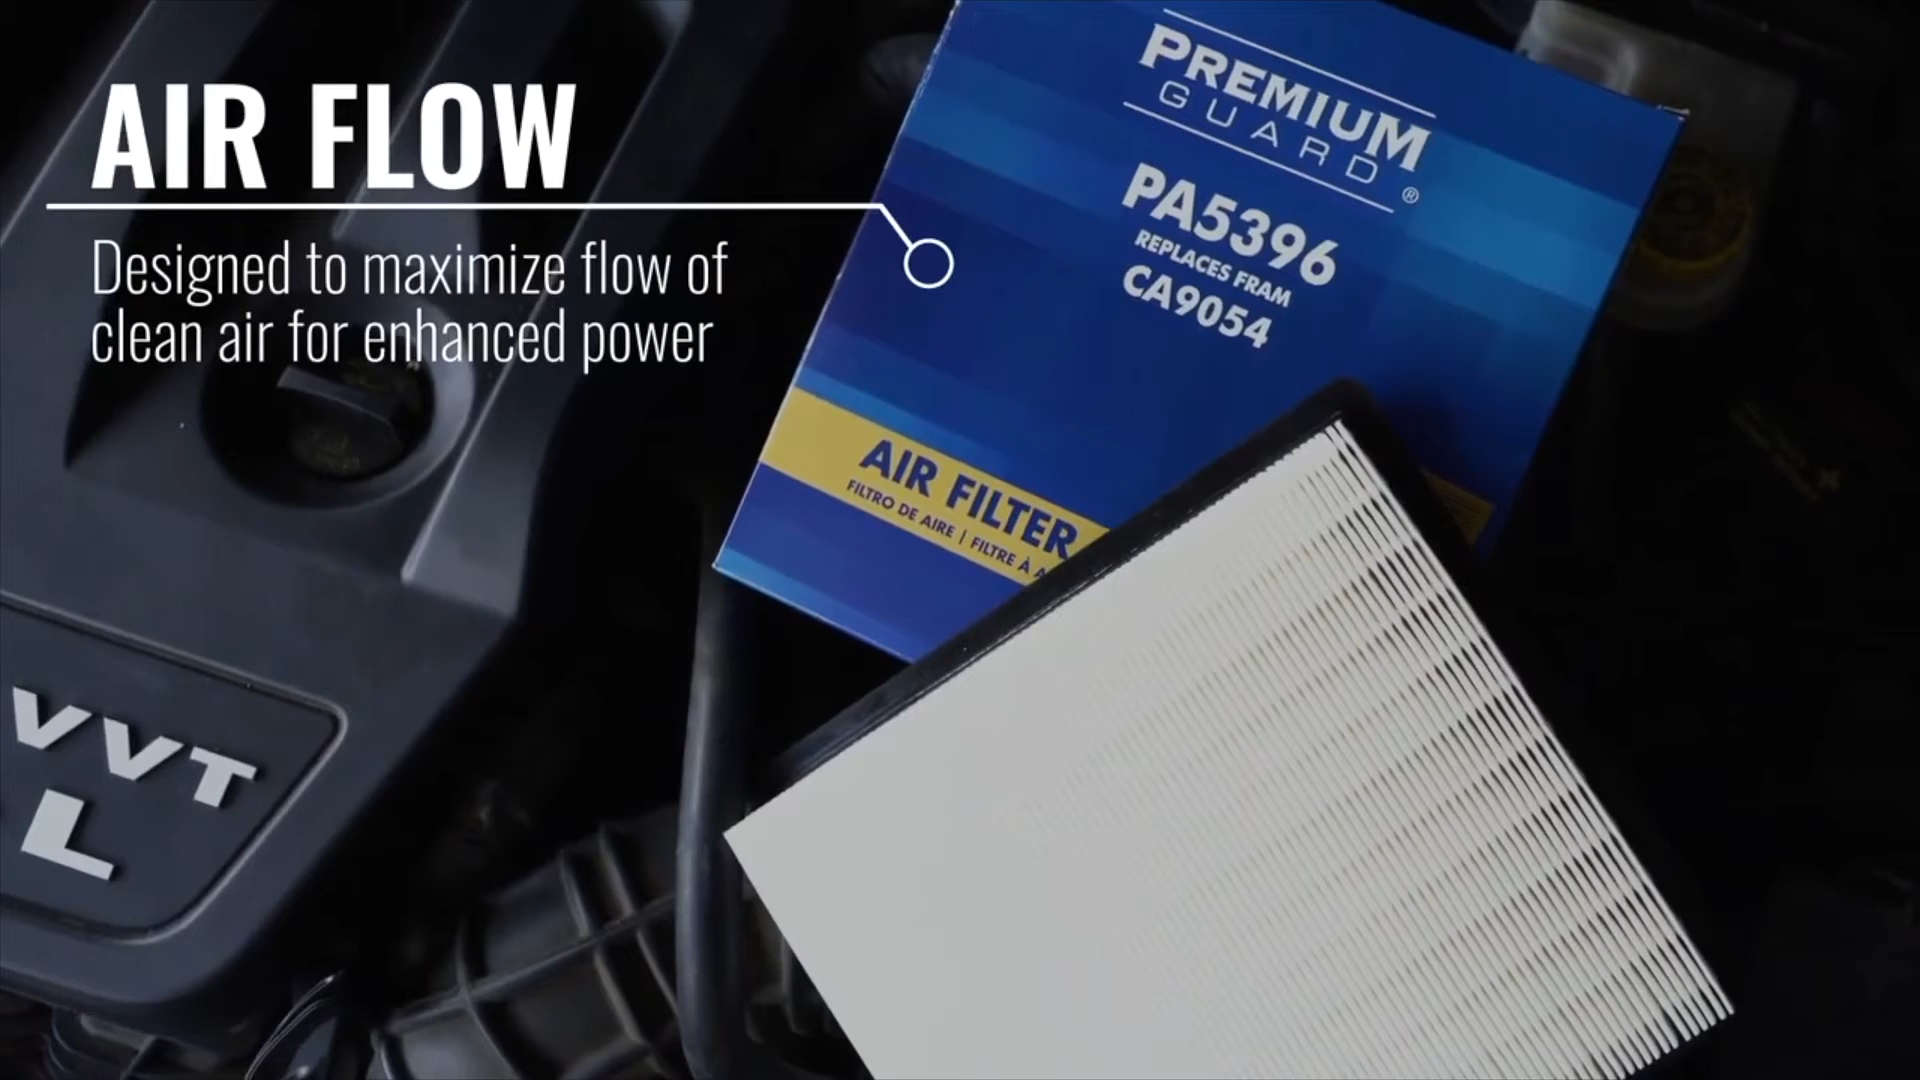 AIR FLOW
Designed to maximize flow of
clean air for enhanced power
PREMIUM
GUARD®
PA5396
REPLACES FRAM
CA9054
AIR FILTER
FILTRO DE AIRE | FILTRE À
VVT
L